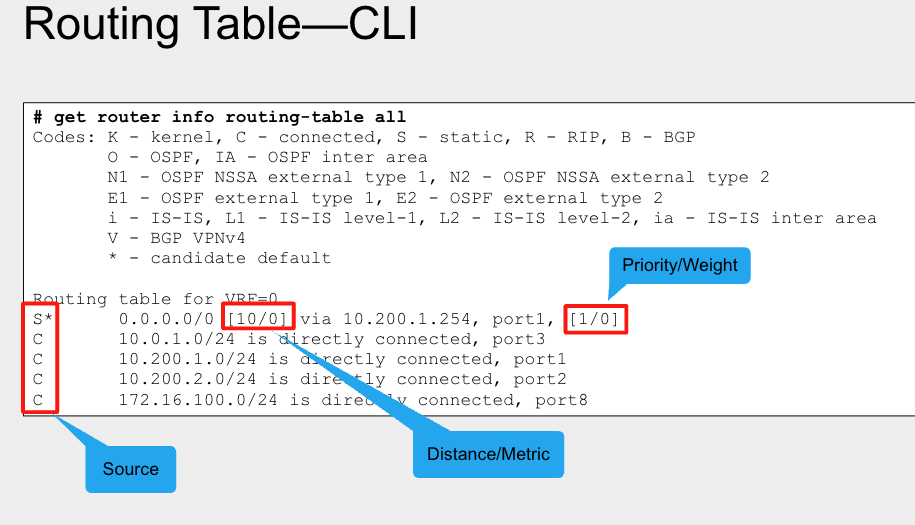 Routing Table—CLI
# get router info routing-table all
Codes: K - kernel, C - connected, S - static, R - RIP, B - BGP
O - OSPF, IA - OSPF inter area
N1 - OSPF NSSA external type 1, N2 - OSPF NSSA external type 2
E1 - OSPF external type 1, E2 - OSPF external type 2
i - IS-IS, L1 - IS-IS level-1, L2 - IS-IS level-2, ia - IS-IS inter area
V - BGP VPNv4
* - candidate default
Priority/Weight
Routing table for VRF=0
S* 0.0.0.0/0 [10/0] via 10.200.1.254, port1, [1/0]
C 10.0.1.0/24 is directly connected, port3
C 10.200.1.0/24 is directly connected, port1
C 10.200.2.0/24 is directly connected, port2
C 172.16.100.0/24 is directly connected, port8
Distance/Metric
Source